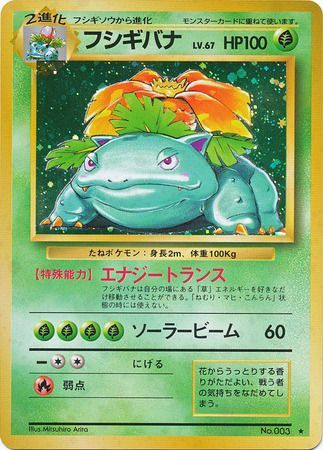 2進化 フシギソウから進化 モンスターカードに重ねて使います。
フシギバナ LV.67 HP100
たねポケモン：身長2m、体重100Kg
【特殊能力】エナジートランス
フシギバナは自分の場にある「草」エネルギーを好きなだ
け移動させることができる。「ねむり・マヒ・こんらん」状
態の時には使えない。
ソーラービーム 60
にげる
弱点
花からうっとりする香
りがただよい、戦う者
の気持ちをなだめてし
まう。
Illus. Mitsuhiro Arita
No.003 ★